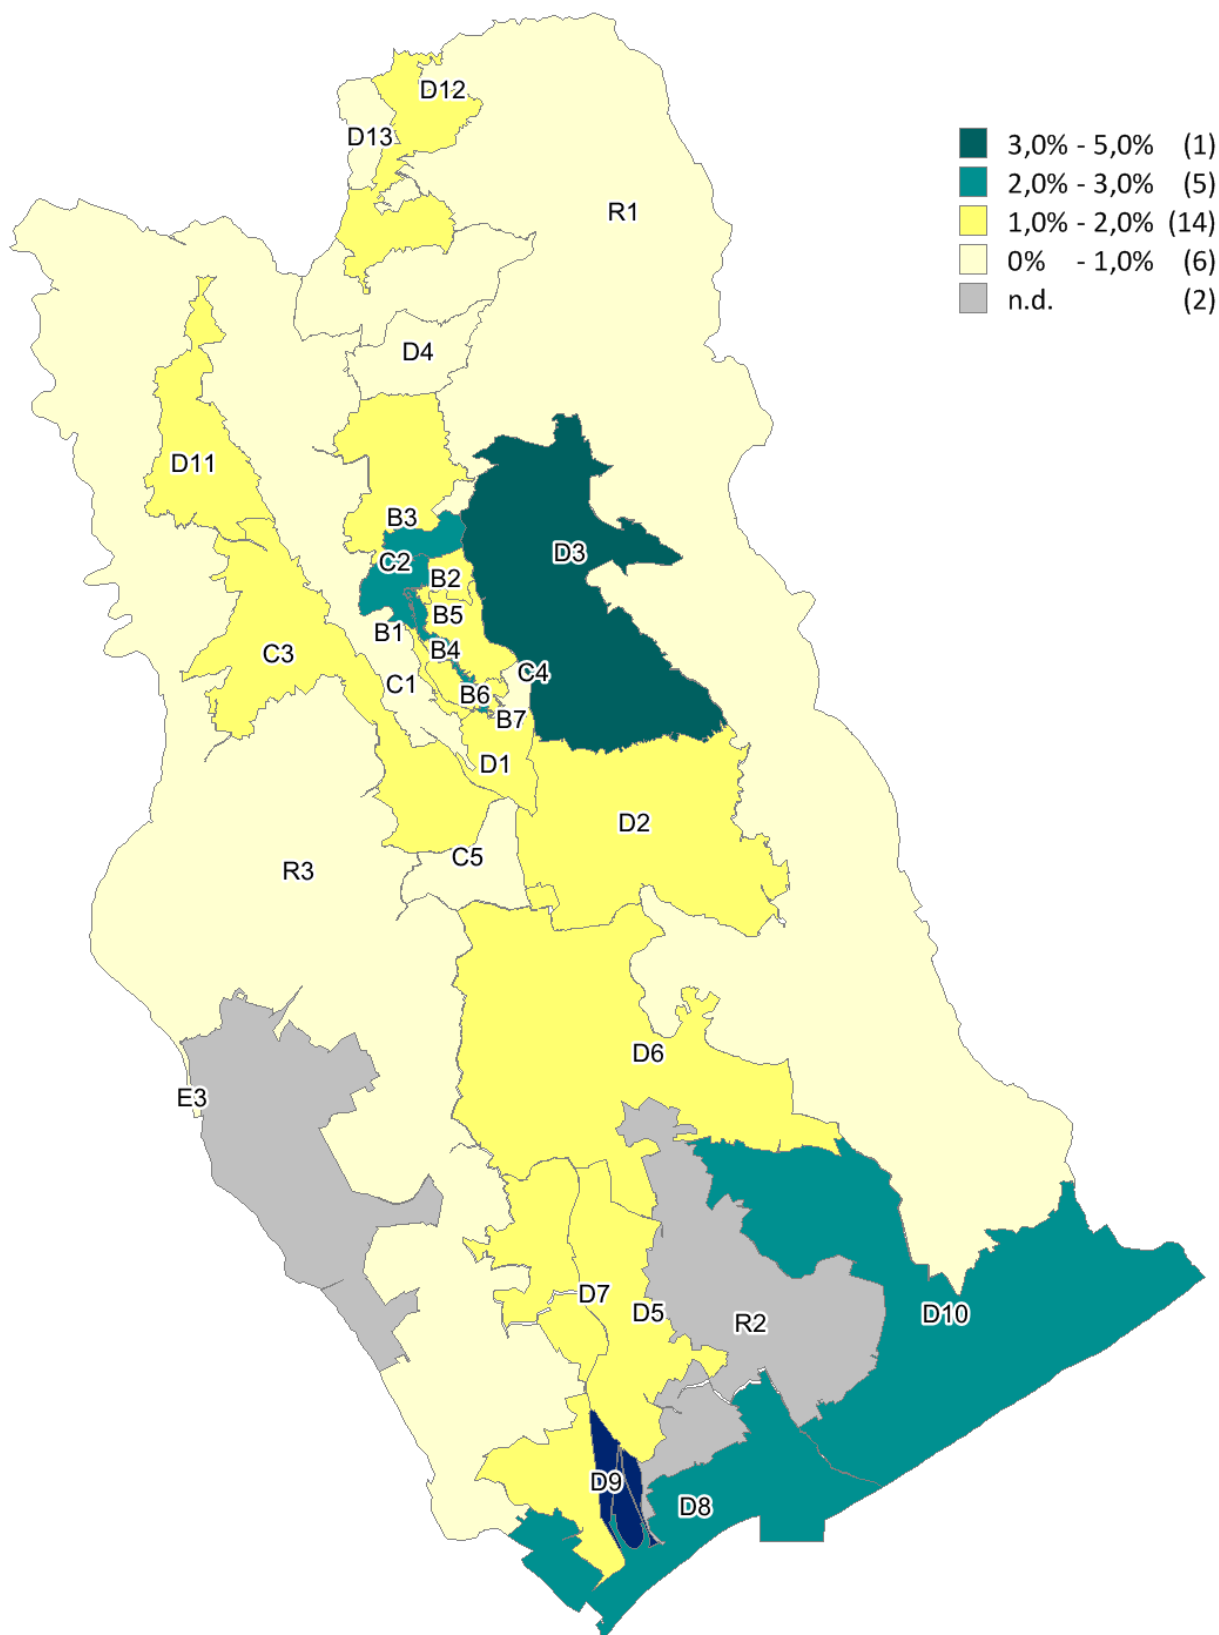 D12
D13
3,0% - 5,0% (1)
2,0% - 3,0% (5)
1,0% - 2,0% (14)
0% - 1,0% (6)
n.d. (2)
R1
D4
D11
B3
D3
C2
B2
B5
B1
B4
C3
C4
C1
B6
B7
D1
D2
C5
R3
D6
E3
D7
D5
R2
D10
D9
D8